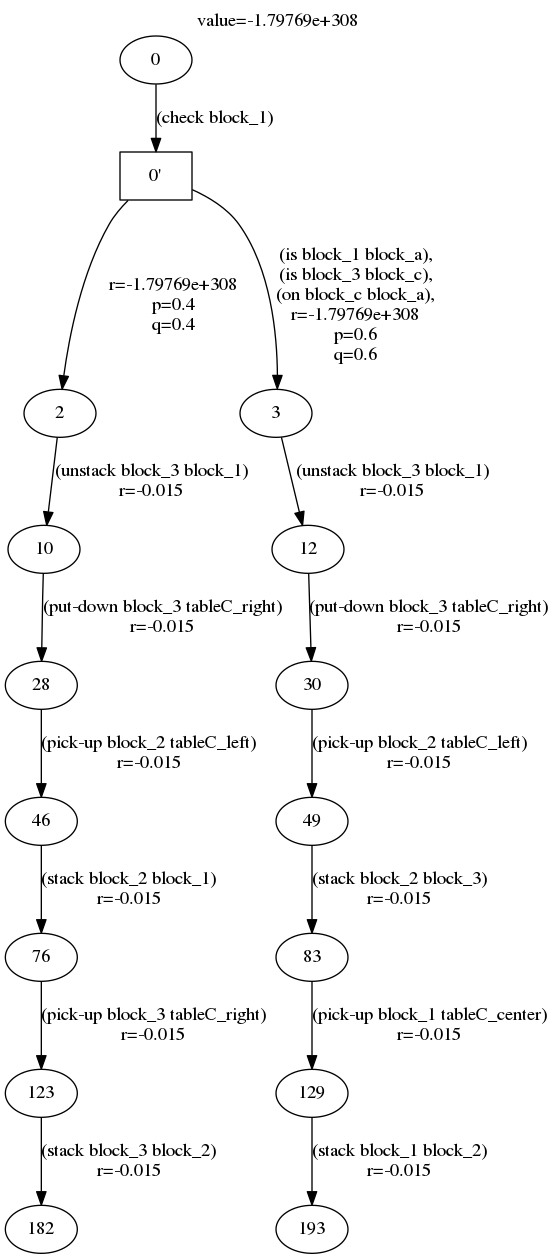 value=-1.79769e+308
0
(check block_1)
0'
(is block_1 block_a),
(is block_3 block_c),
(on block_c block_a),
r=-1.79769e+308
p=0.6
q=0.6
r=-1.79769e+308
p=0.4
q=0.4
2
3
(unstack block_3 block_1)
r=-0.015
(unstack block_3 block_1)
r=-0.015
10
12
(put-down block_3 tableC_right)
r=-0.015
(put-down block_3 tableC_right)
r=-0.015
28
30
(pick-up block_2 tableC_left)
r=-0.015
(pick-up block_2 tableC_left)
r=-0.015
46
49
(stack block_2 block_1)
r=-0.015
(stack block_2 block_3)
r=-0.015
76
83
(pick-up block_3 tableC_right)
r=-0.015
(pick-up block_1 tableC_center)
r=-0.015
123
129
(stack block_3 block_2)
r=-0.015
(stack block_1 block_2)
r=-0.015
182
193